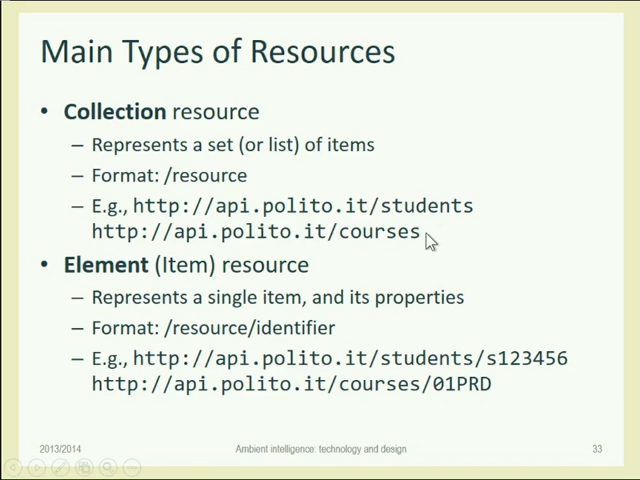 Main Types of Resources
• Collection resource
– Represents a set (or list) of items
– Format: /resource
– E.g., http://api.polito.it/students
http://api.polito.it/courses
• Element (Item) resource
– Represents a single item, and its properties
– Format: /resource/identifier
– E.g., http://api.polito.it/students/s123456
http://api.polito.it/courses/01PRD
2013/2014 Ambient intelligence: technology and design 33